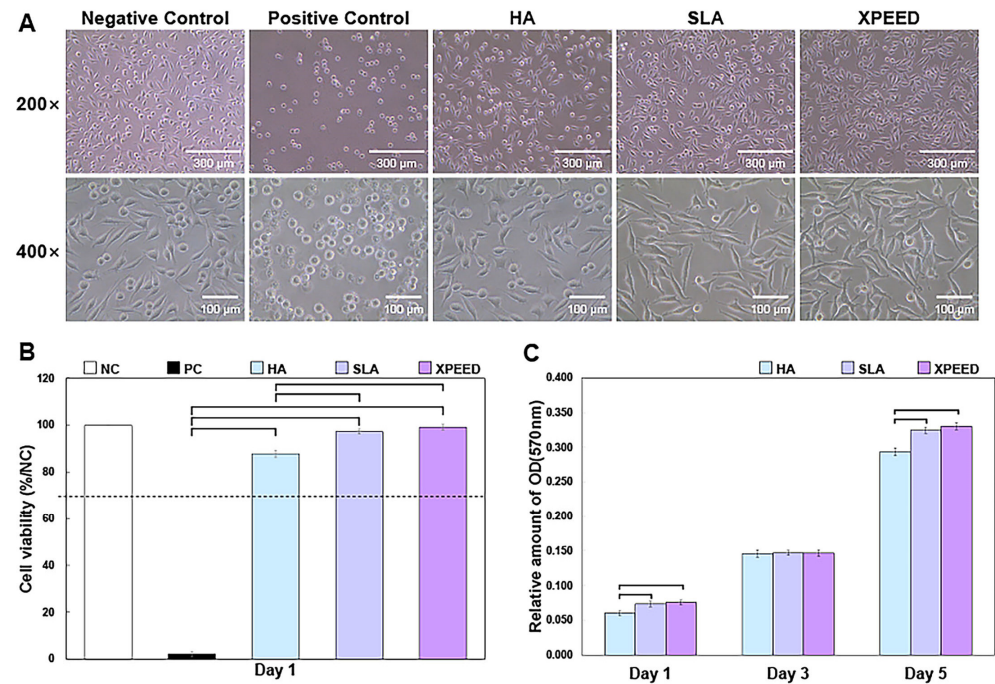 A
Negative Control Positive Control HA SLA XPEED
200×
300 µm 300 µm 300 µm 300 µm 300 µm
400×
100 µm 100 µm 100 µm 100 µm 100 µm
B
NC PC HA SLA XPEED
Cell viability (%/NC)
120
100
80
60
40
20
0
Day 1
C
HA SLA XPEED
Relative amount of OD(570nm)
0.400
0.350
0.300
0.250
0.200
0.150
0.100
0.050
0.000
Day 1 Day 3 Day 5